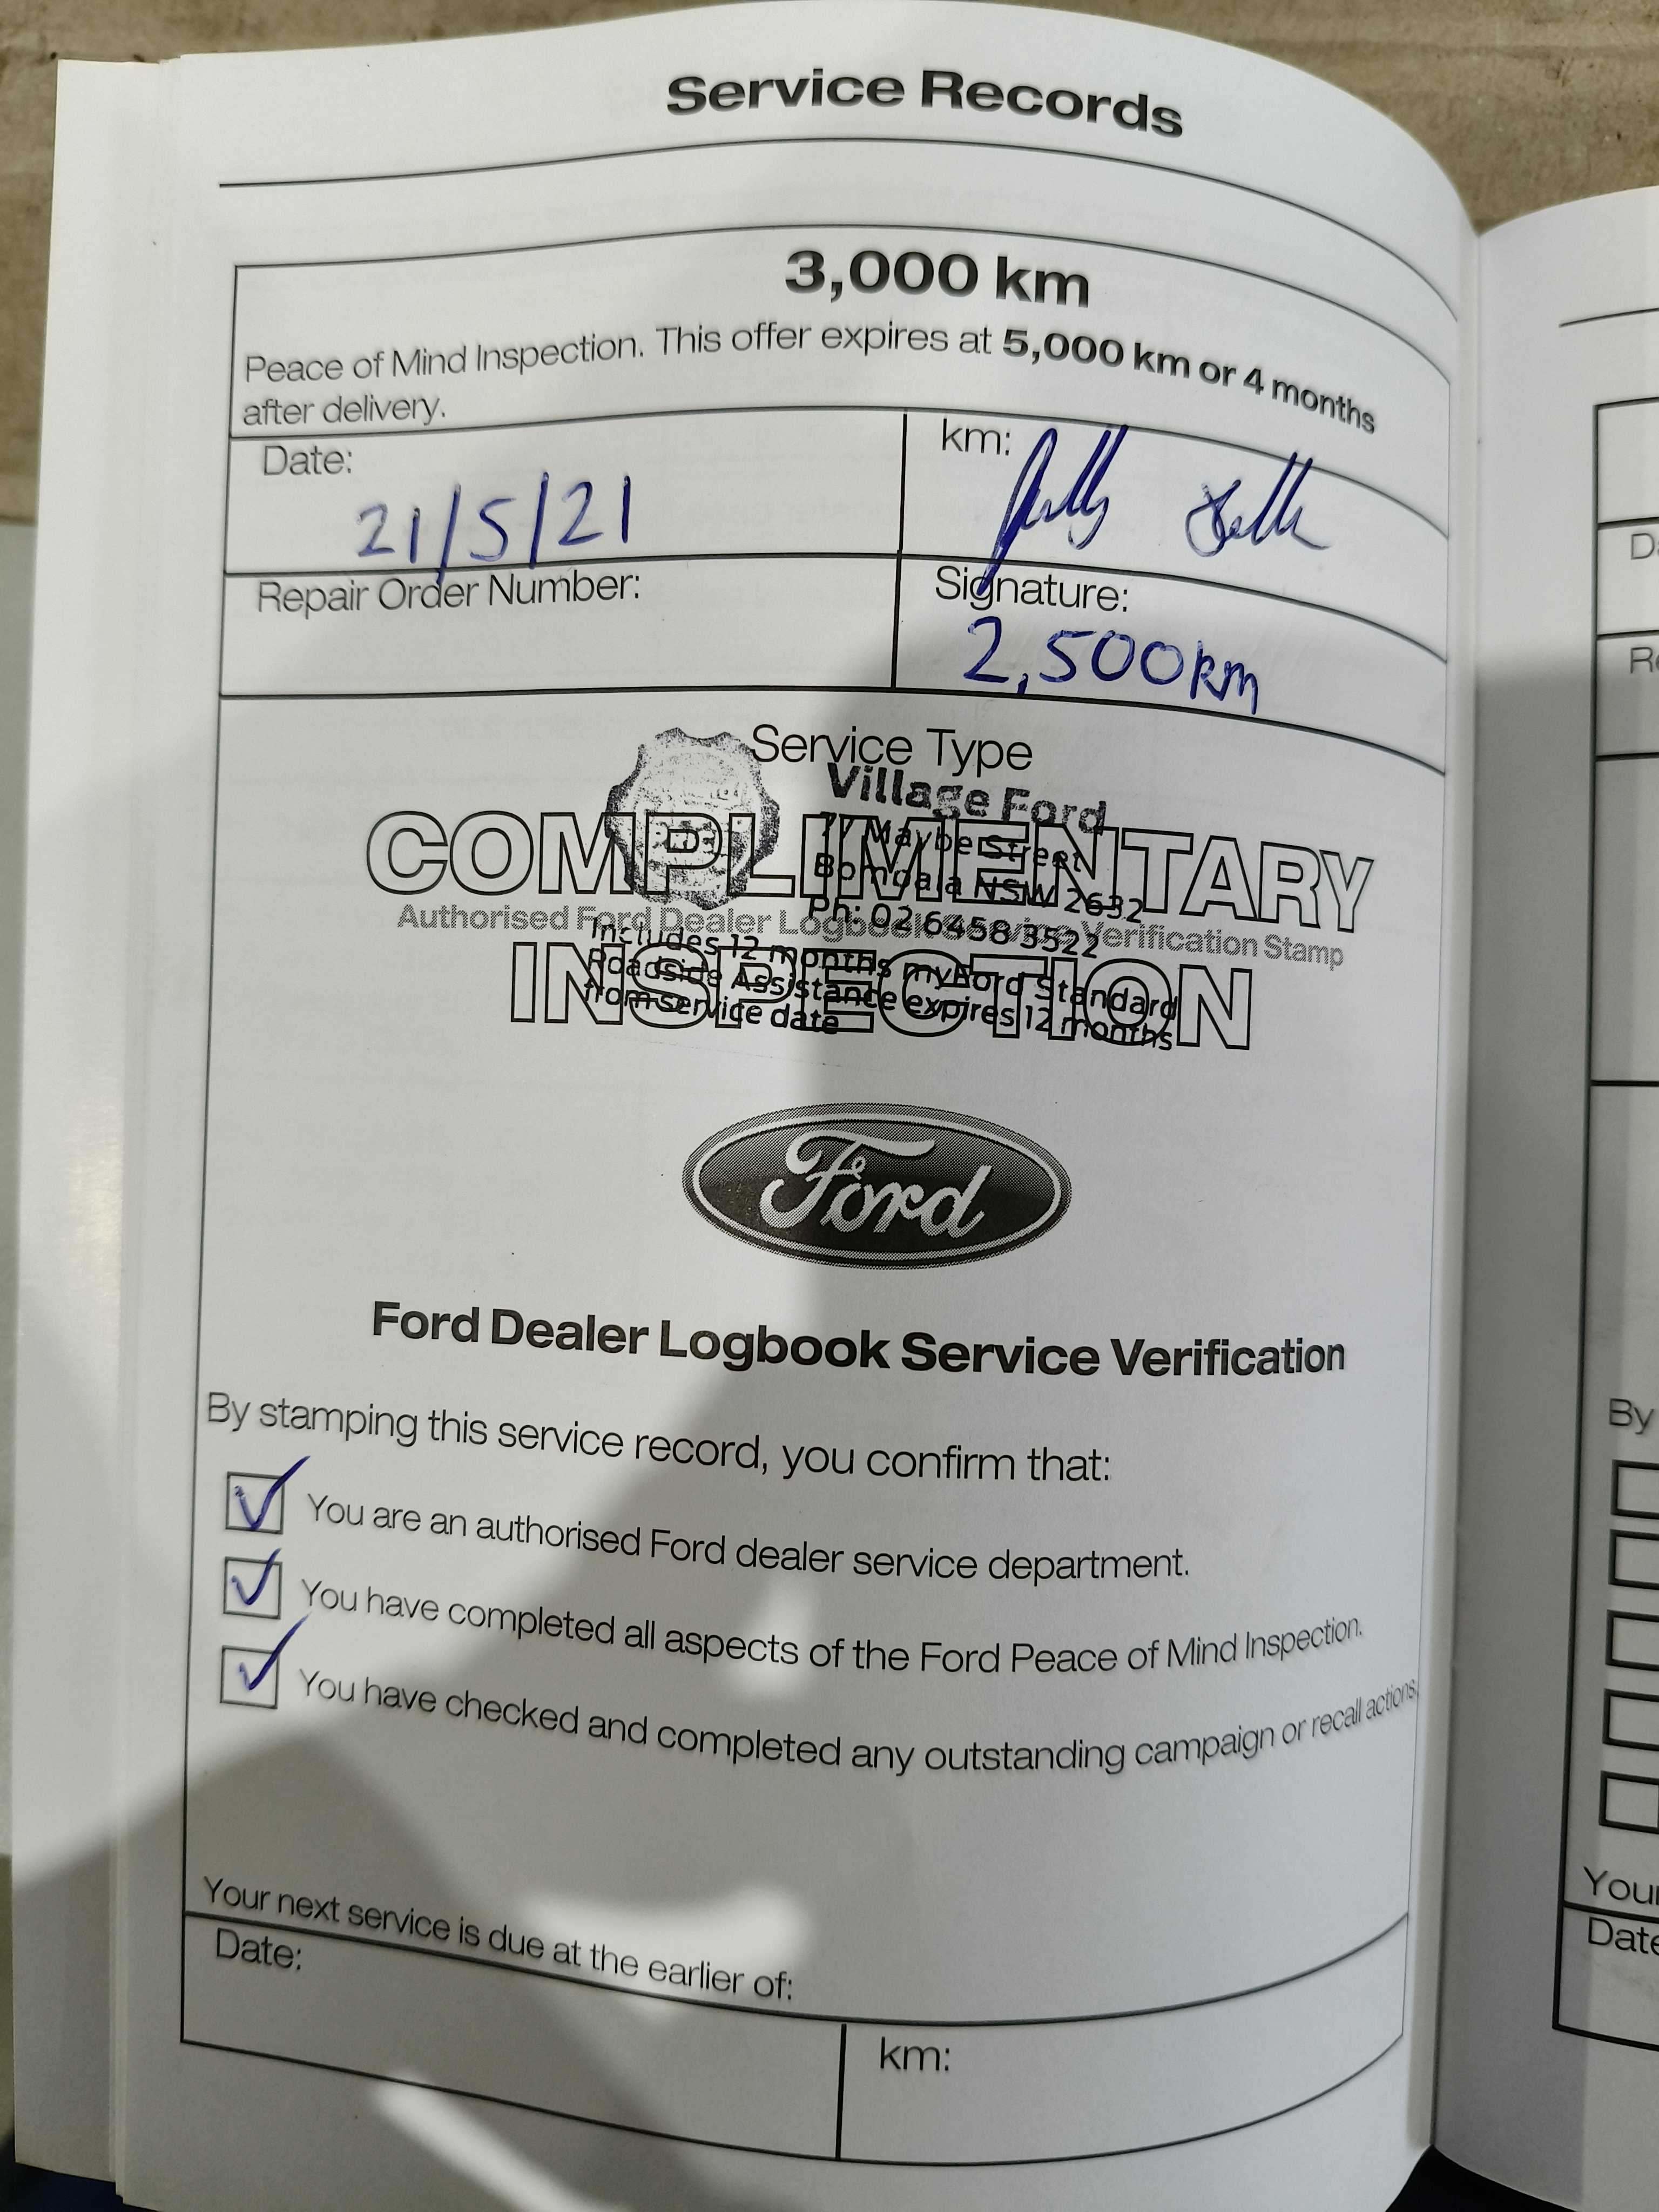 Service Records
3,000 km
Peace of Mind Inspection. This offer expires at 5,000 km or 4 months
after delivery.
Date:
21/5/21
km:
Repair Order Number:
Signature:
2,500km
Service Type
Village Ford
77 Maybe Street
Bombala NSW 2632
Ph: 02 6458 3522
COMPLIMENTARY
Authorised Ford Dealer Logbook Service Verification Stamp
Includes 12 months myFord Standard
Roadside Assistance expires 12 months
from service date
INSPECTION
Ford
Ford Dealer Logbook Service Verification
By stamping this service record, you confirm that:
You are an authorised Ford dealer service department.
You have completed all aspects of the Ford Peace of Mind Inspection.
You have checked and completed any outstanding campaign or recall actions.
Your next service is due at the earlier of:
Date:
km:
By
Date